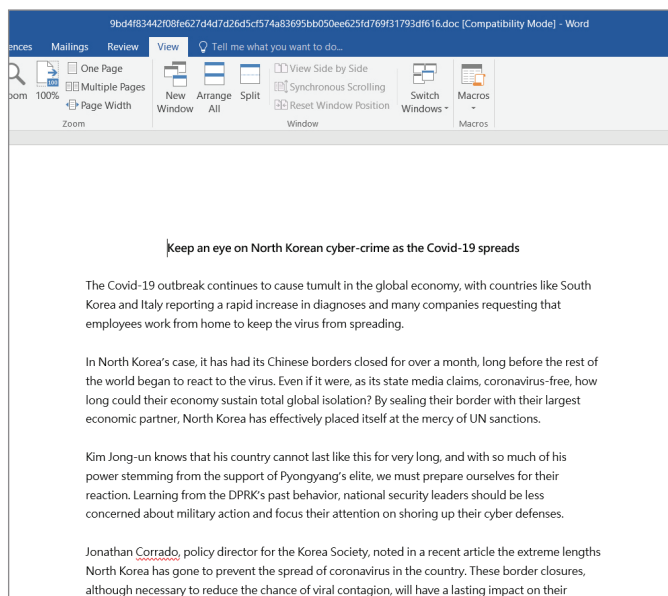 9bd4f83442f08fe627d4d7d26d5cf574a83695bb050ee625fd769f31793df616.doc [Compatibility Mode] - Word
ences Mailings Review View Tell me what you want to do...
oom 100% One Page Multiple Pages Page Width
New Window Arrange All Split
View Side by Side
Synchronous Scrolling
Reset Window Position
Switch Windows Macros
Zoom Window Macros
Keep an eye on North Korean cyber-crime as the Covid-19 spreads
The Covid-19 outbreak continues to cause tumult in the global economy, with countries like South
Korea and Italy reporting a rapid increase in diagnoses and many companies requesting that
employees work from home to keep the virus from spreading.
In North Korea's case, it has had its Chinese borders closed for over a month, long before the rest of
the world began to react to the virus. Even if it were, as its state media claims, coronavirus-free, how
long could their economy sustain total global isolation? By sealing their border with their largest
economic partner, North Korea has effectively placed itself at the mercy of UN sanctions.
Kim Jong-un knows that his country cannot last like this for very long, and with so much of his
power stemming from the support of Pyongyang's elite, we must prepare ourselves for their
reaction. Learning from the DPRK's past behavior, national security leaders should be less
concerned about military action and focus their attention on shoring up their cyber defenses.
Jonathan Corrado, policy director for the Korea Society, noted in a recent article the extreme lengths
North Korea has gone to prevent the spread of coronavirus in the country. These border closures,
although necessary to reduce the chance of viral contagion, will have a lasting impact on their